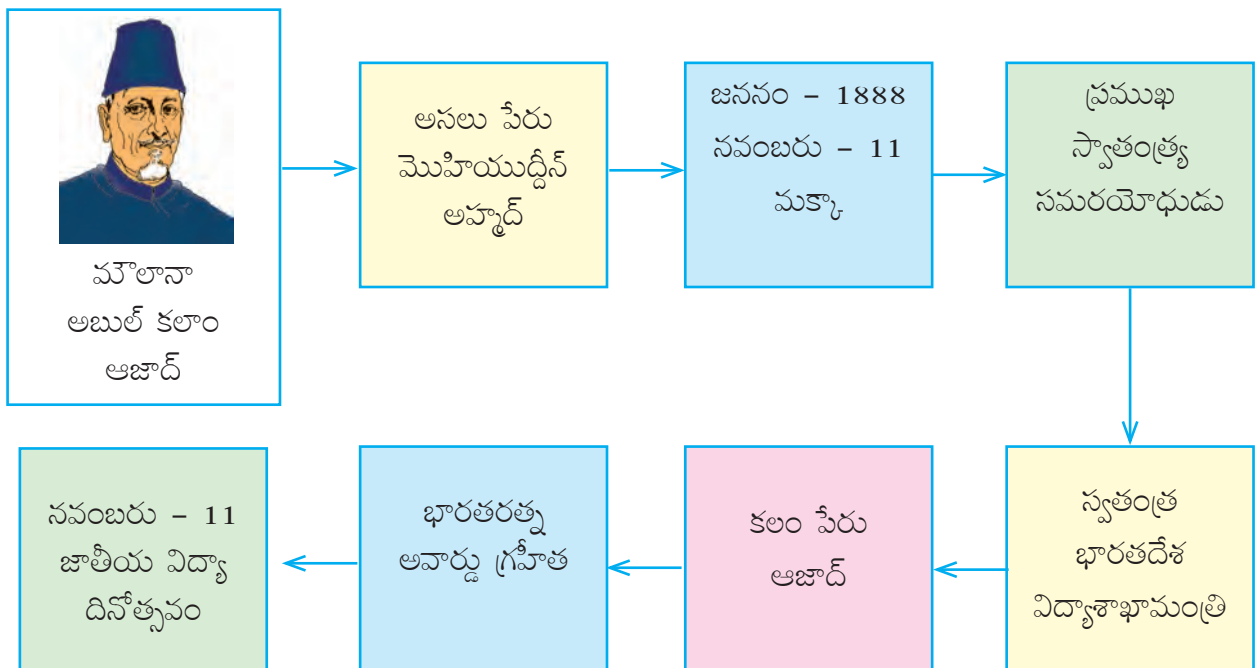 మౌలానా
అబుల్ కలాం
ఆజాద్
అసలు పేరు
మొహియుద్దీన్
అహ్మద్
జననం – 1888
నవంబరు – 11
మక్కా
ప్రముఖ
స్వాతంత్ర్య
సమరయోధుడు
స్వతంత్ర
భారతదేశ
విద్యాశాఖామంత్రి
కలం పేరు
ఆజాద్
భారతరత్న
అవార్డు గ్రహీత
నవంబరు – 11
జాతీయ విద్యా
దినోత్సవం